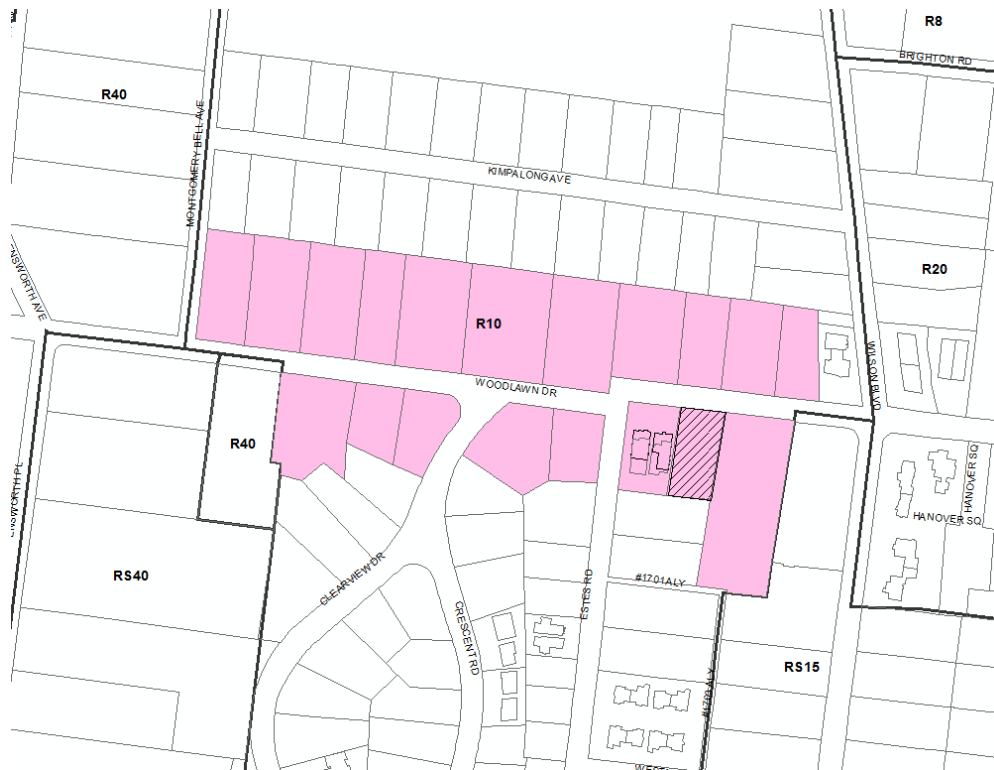 R8
BRIGHTON RD
R40
MONTGOMERY BELL AVE
KIMPALONG AVE
R20
R10
WILSON BLVD
WOODLAWN DR
R40
HANOVER SQ
HANOVER SQ
RS40
#1701 ALY
ESTES RD
CLEARVIEW DR
CRESCENT RD
RS15
#1703 ALY